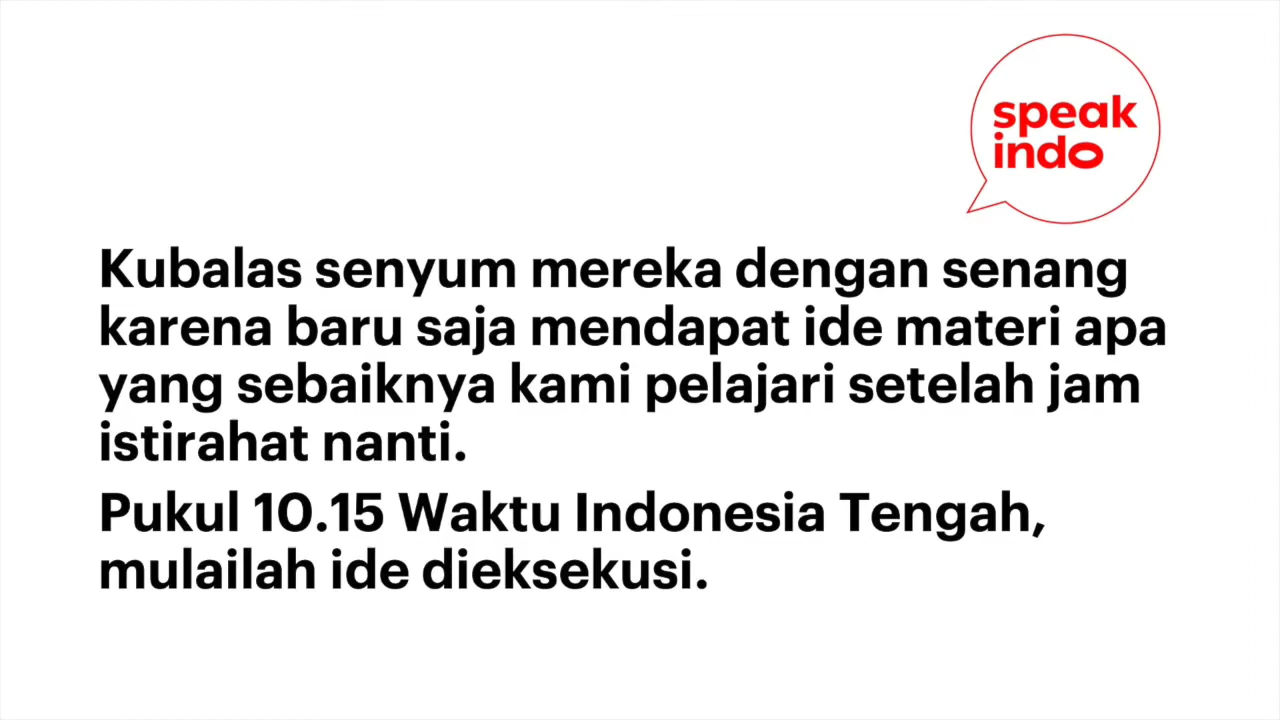 speak
indo
Kubalas senyum mereka dengan senang
karena baru saja mendapat ide materi apa
yang sebaiknya kami pelajari setelah jam
istirahat nanti.
Pukul 10.15 Waktu Indonesia Tengah,
mulailah ide dieksekusi.